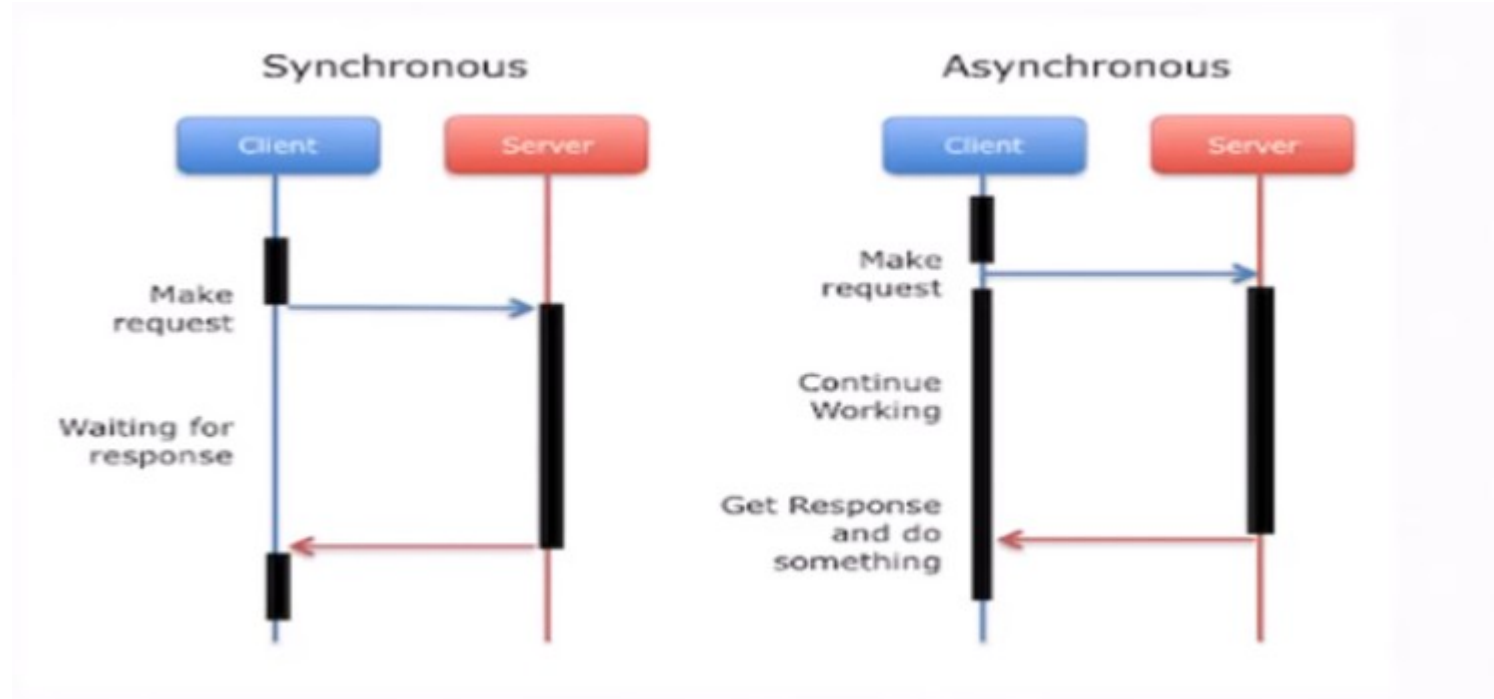 Synchronous
Client
Server
Make
request
Waiting for
response
Asynchronous
Client
Server
Make
request
Continue
Working
Get Response
and do
something